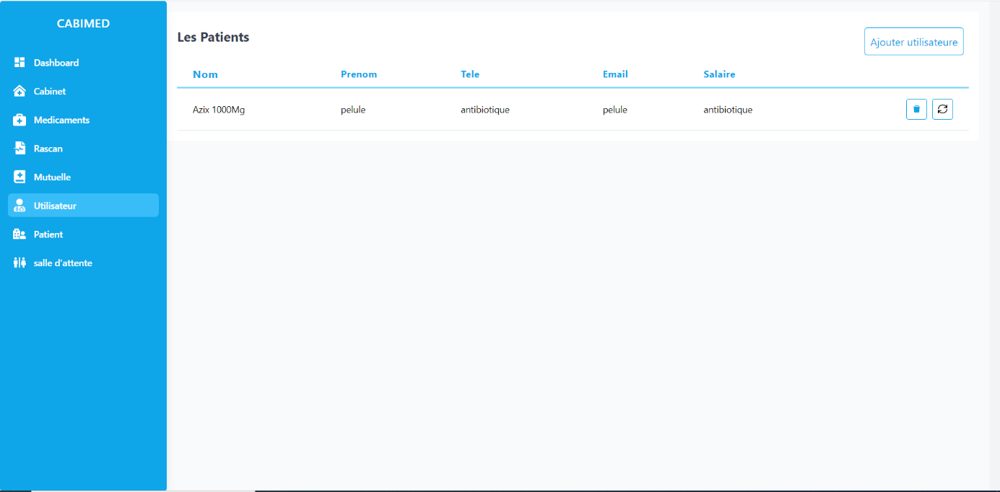 CABIMED
Dashboard
Cabinet
Medicaments
Rascan
Mutuelle
Utilisateur
Patient
salle d'attente
Les Patients
Ajouter utilisateure
Nom Prenom Tele Email Salaire
Azix 1000Mg pelule antibiotique pelule antibiotique